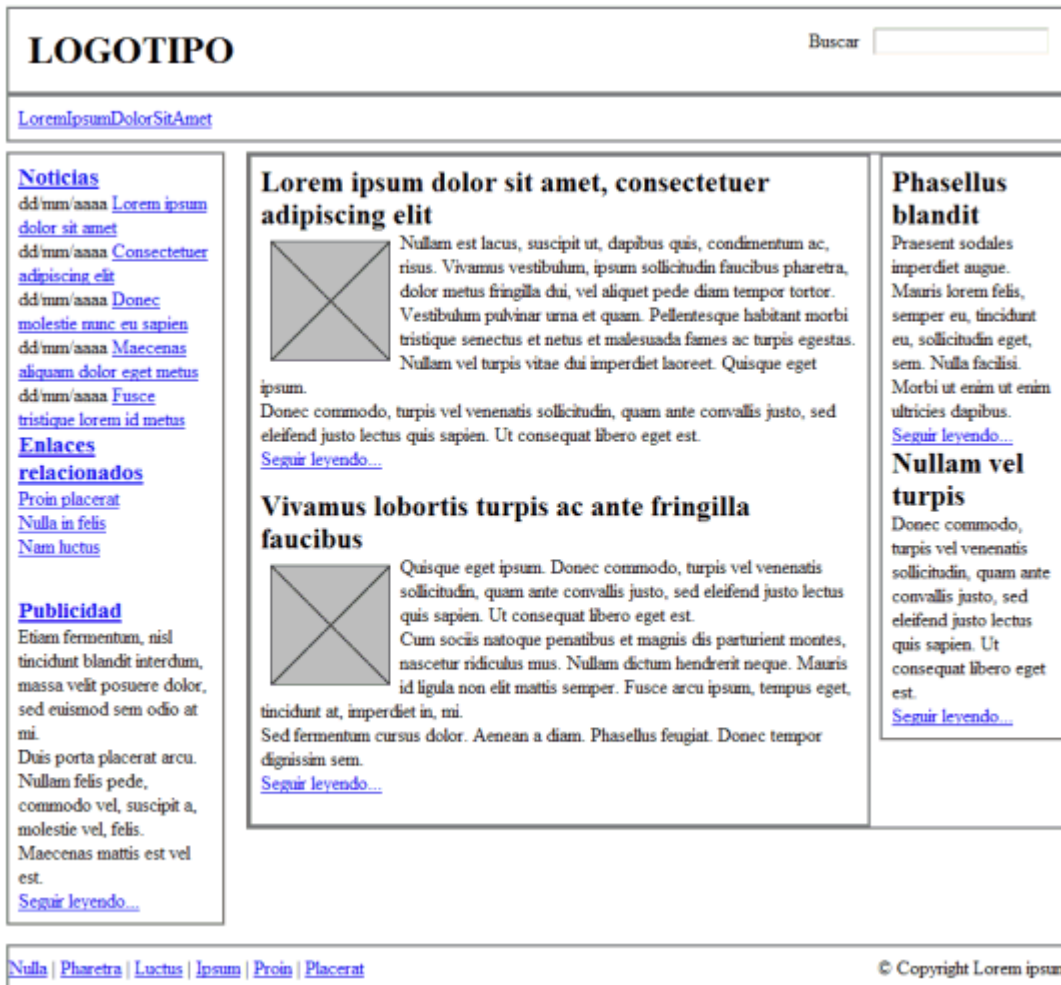 LOGOTIPO
Buscar
LoremIpsumDolorSitAmet
Noticias
dd/mm/aaaa Lorem ipsum
dolor sit amet
dd/mm/aaaa Consectetuer
adipiscing elit
dd/mm/aaaa Donec
molestie nunc eu sapien
dd/mm/aaaa Maecenas
aliquam dolor eget metus
dd/mm/aaaa Fusce
tristique lorem id metus
Enlaces
relacionados
Proin placerat
Nulla in felis
Nam luctus
Publicidad
Etiam fermentum, nisl
tincidunt blandit interdum,
massa velit posuere dolor,
sed euismod sem odio at
mi.
Duis porta placerat arcu.
Nullam felis pede,
commodo vel, suscipit a,
molestie vel, felis.
Maecenas mattis est vel
est.
Seguir leyendo...
Lorem ipsum dolor sit amet, consectetuer
adipiscing elit
Nullam est lacus, suscipit ut, dapibus quis, condimentum ac,
risus. Vivamus vestibulum, ipsum sollicitudin faucibus pharetra,
dolor metus fringilla dui, vel aliquet pede diam tempor tortor.
Vestibulum pulvinar urna et quam. Pellentesque habitant morbi
tristique senectus et netus et malesuada fames ac turpis egestas.
Nullam vel turpis vitae dui imperdiet laoreet. Quisque eget
ipsum.
Donec commodo, turpis vel venenatis sollicitudin, quam ante convallis justo, sed
eleifend justo lectus quis sapien. Ut consequat libero eget est.
Seguir leyendo...
Vivamus lobortis turpis ac ante fringilla
faucibus
Quisque eget ipsum. Donec commodo, turpis vel venenatis
sollicitudin, quam ante convallis justo, sed eleifend justo lectus
quis sapien. Ut consequat libero eget est.
Cum sociis natoque penatibus et magnis dis parturient montes,
nascetur ridiculus mus. Nullam dictum hendrerit neque. Mauris
id ligula non elit mattis semper. Fusce arcu ipsum, tempus eget,
tincidunt at, imperdiet in, mi.
Sed fermentum cursus dolor. Aenean a diam. Phasellus feugiat. Donec tempor
dignissim sem.
Seguir leyendo...
Phasellus
blandit
Praesent sodales
imperdiet augue.
Mauris lorem felis,
semper eu, tincidunt
eu, sollicitudin eget,
sem. Nulla facilisi.
Morbi ut enim ut enim
ultricies dapibus.
Seguir leyendo...
Nullam vel
turpis
Donec commodo,
turpis vel venenatis
sollicitudin, quam ante
convallis justo, sed
eleifend justo lectus
quis sapien. Ut
consequat libero eget
est.
Seguir leyendo...
Nulla | Pharetra | Luctus | Ipsum | Proin | Placerat
© Copyright Lorem ipsum